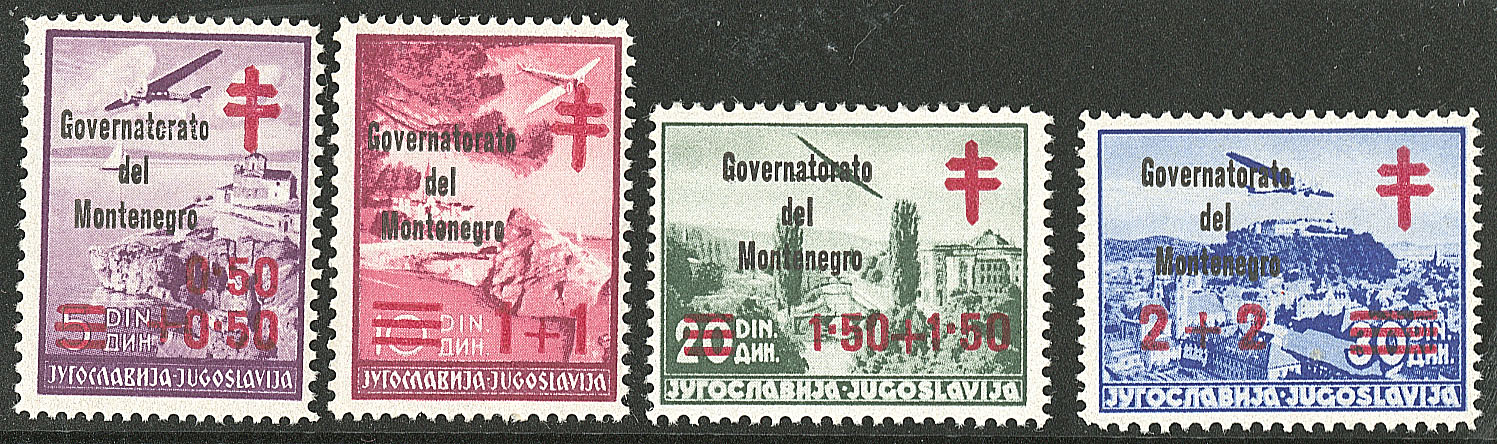 Governatorato
del
Montenegro
0·50
5 DIN. +0·50
ДИН.
ЈУГОСЛАВИЈА·JUGOSLAVIJA
Governatorato
del
Montenegro
10 DIN. 1+1
ДИН.
ЈУГОСЛАВИЈА·JUGOSLAVIJA
Governatorato
del
Montenegro
20 DIN. 1·50+1·50
ДИН.
ЈУГОСЛАВИЈА·JUGOSLAVIJA
Governatorato
del
Montenegro
2+2 30 DIN.
ДИН.
ЈУГОСЛАВИЈА·JUGOSLAVIJA